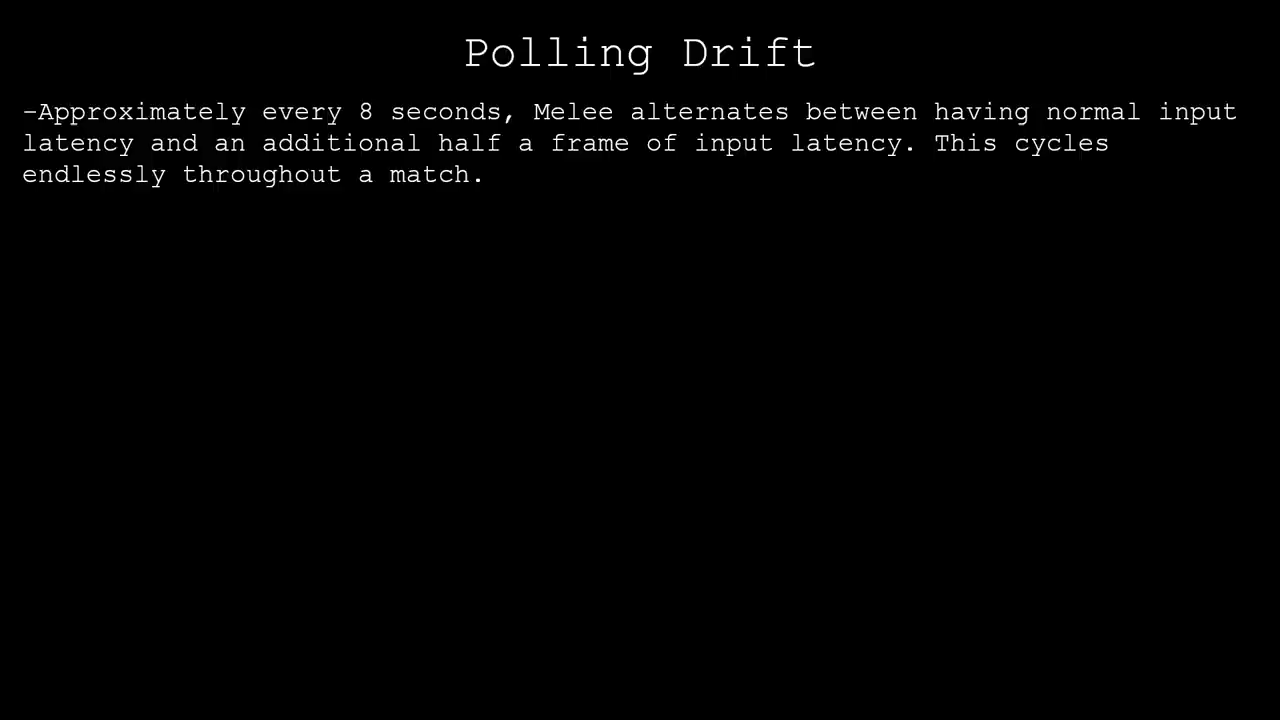 Polling Drift
-Approximately every 8 seconds, Melee alternates between having normal input
latency and an additional half a frame of input latency. This cycles
endlessly throughout a match.